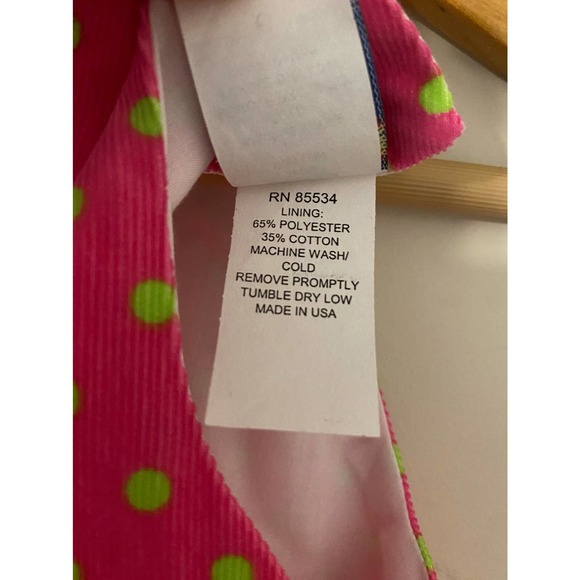 RN 85534
LINING:
65% POLYESTER
35% COTTON
MACHINE WASH/
COLD
REMOVE PROMPTLY
TUMBLE DRY LOW
MADE IN USA